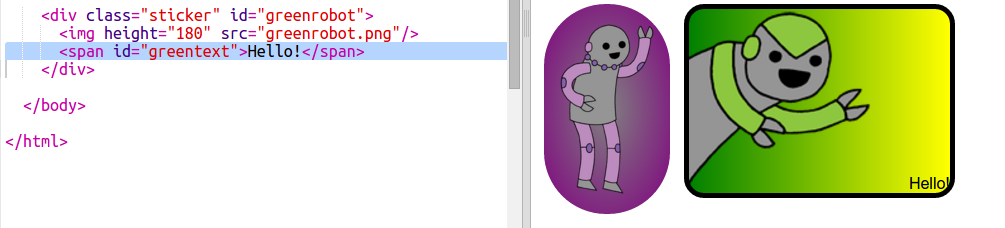 <div class="sticker" id="greenrobot">
<img height="180" src="greenrobot.png"/>
<span id="greentext">Hello!</span>
</div>
</body>
</html>
Hello!